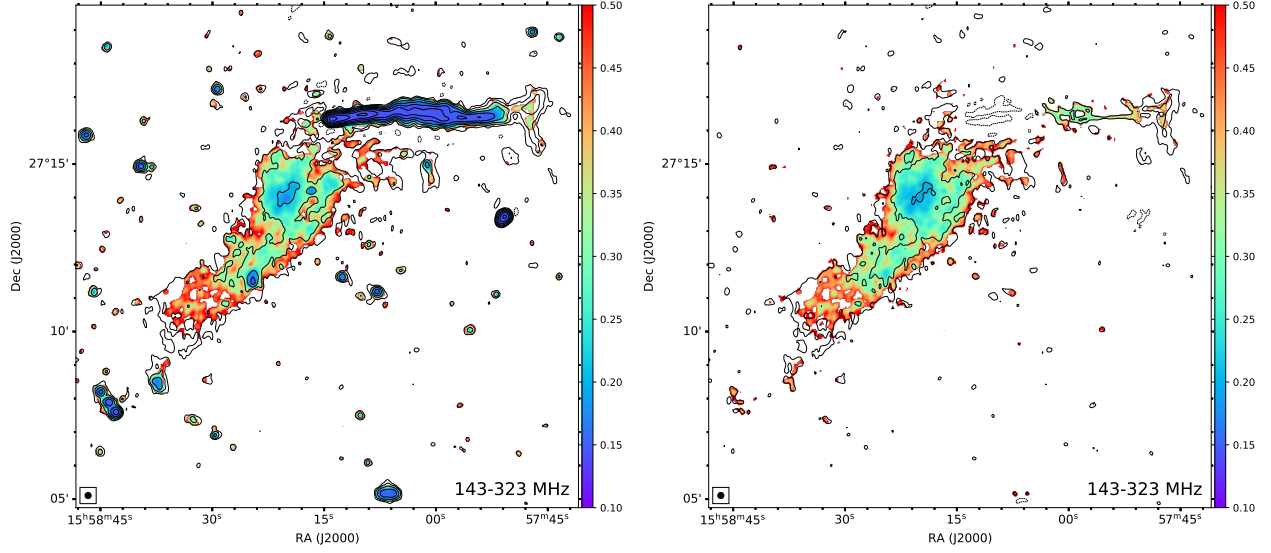 0.50
0.45
0.40
0.35
0.30
0.25
0.20
0.15
0.10
27°15'
10'
05'
Dec (J2000)
143-323 MHz
15ʰ58ᵐ45ˢ
30ˢ
15ˢ
00ˢ
57ᵐ45ˢ
RA (J2000)
0.50
0.45
0.40
0.35
0.30
0.25
0.20
0.15
0.10
27°15'
10'
05'
Dec (J2000)
143-323 MHz
15ʰ58ᵐ45ˢ
30ˢ
15ˢ
00ˢ
57ᵐ45ˢ
RA (J2000)